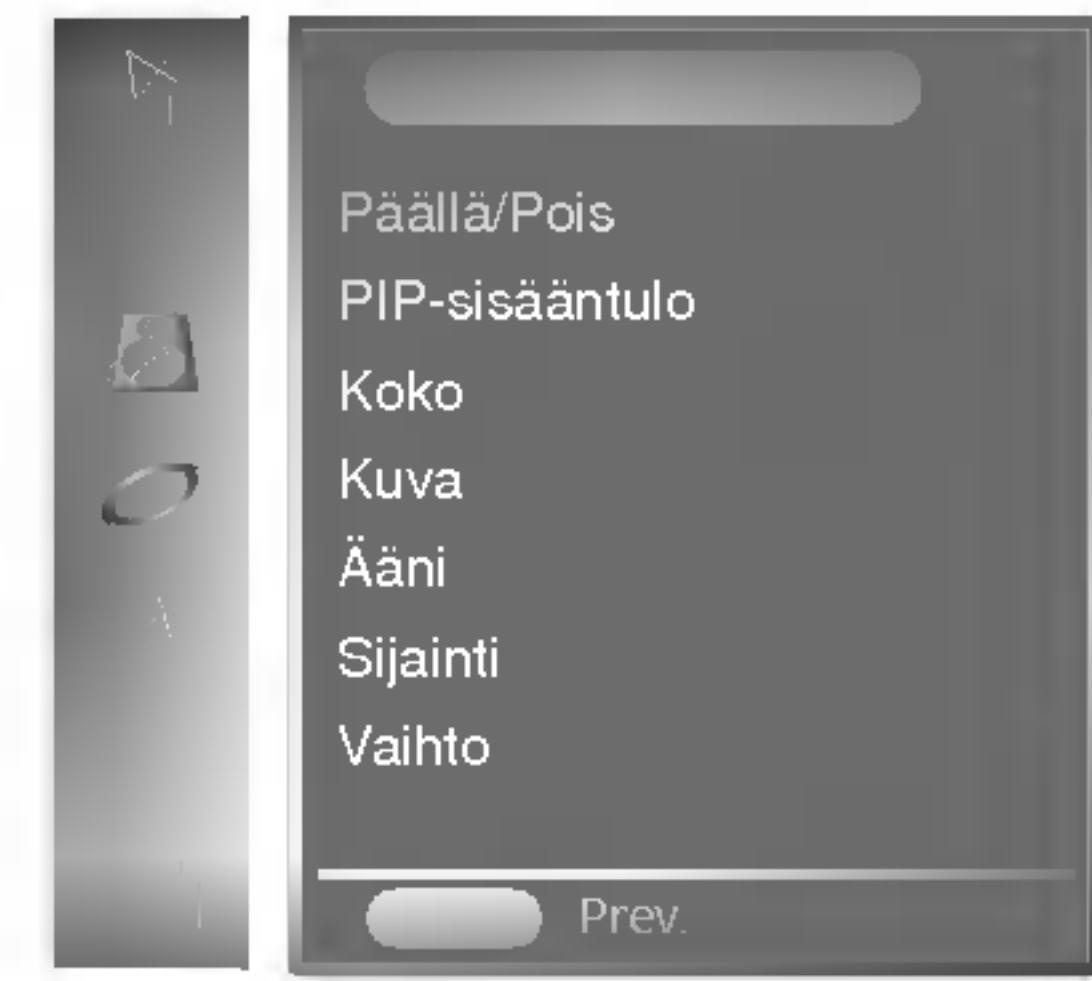 Päällä/Pois
PIP-sisääntulo
Koko
Kuva
Ääni
Sijainti
Vaihto
Prev.